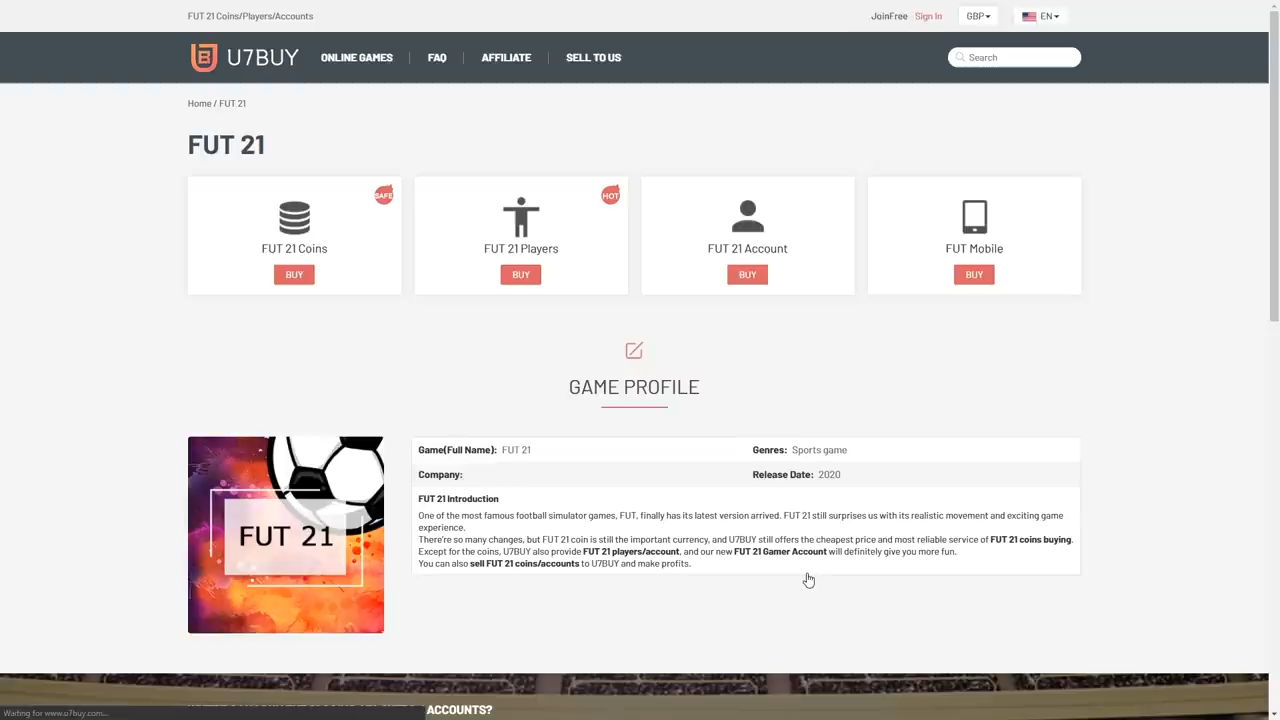 FUT 21 Coins/Players/Accounts
JoinFree Sign In GBP EN
U7BUY ONLINE GAMES FAQ AFFILIATE SELL TO US Search
Home / FUT 21
FUT 21
SAFE
HOT
FUT 21 Coins
FUT 21 Players
FUT 21 Account
FUT Mobile
BUY
BUY
BUY
BUY
GAME PROFILE
FUT 21
Game(Full Name): FUT 21 Genres: Sports game
Company: Release Date: 2020
FUT 21 Introduction
One of the most famous football simulator games, FUT, finally has its latest version arrived. FUT 21 still surprises us with its realistic movement and exciting game
experience.
There're so many changes, but FUT 21 coin is still the important currency, and U7BUY still offers the cheapest price and most reliable service of FUT 21 coins buying.
Except for the coins, U7BUY also provide FUT 21 players/account, and our new FUT 21 Gamer Account will definitely give you more fun.
You can also sell FUT 21 coins/accounts to U7BUY and make profits.
ACCOUNTS?
Waiting for www.u7buy.com...